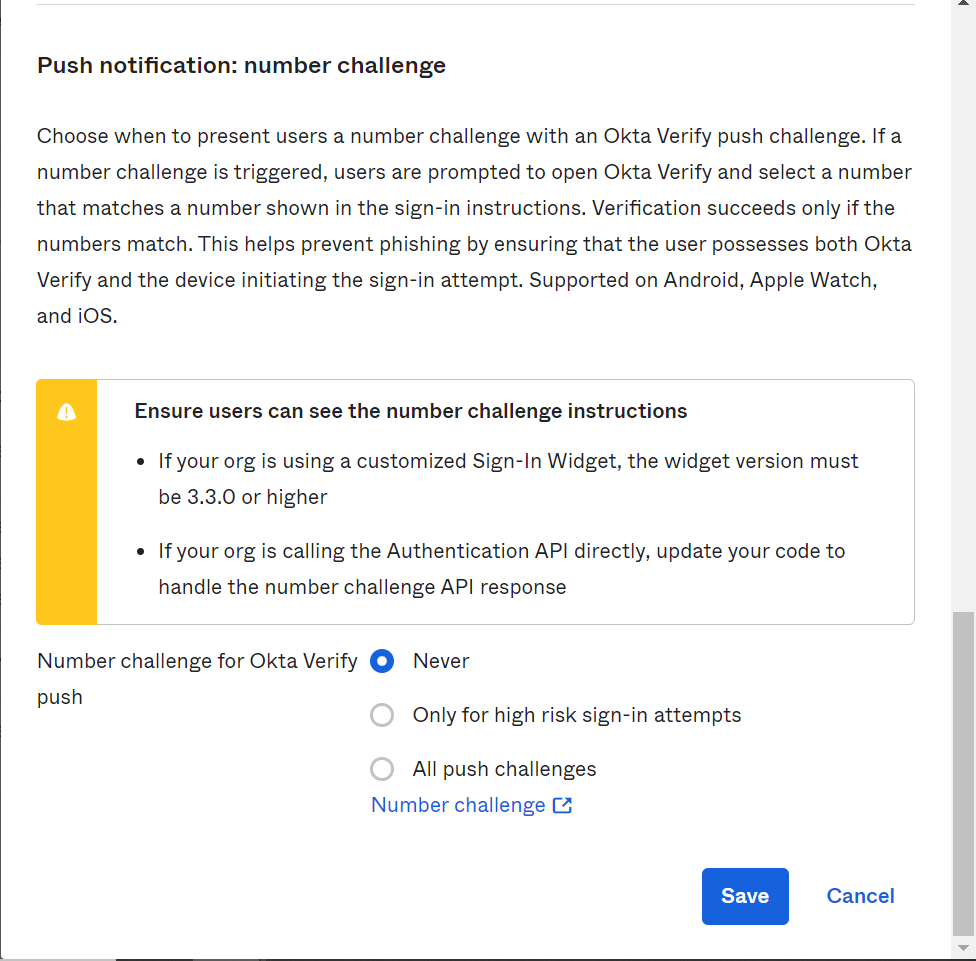 Push notification: number challenge
Choose when to present users a number challenge with an Okta Verify push challenge. If a
number challenge is triggered, users are prompted to open Okta Verify and select a number
that matches a number shown in the sign-in instructions. Verification succeeds only if the
numbers match. This helps prevent phishing by ensuring that the user possesses both Okta
Verify and the device initiating the sign-in attempt. Supported on Android, Apple Watch,
and iOS.
Ensure users can see the number challenge instructions
• If your org is using a customized Sign-In Widget, the widget version must
be 3.3.0 or higher
• If your org is calling the Authentication API directly, update your code to
handle the number challenge API response
Number challenge for Okta Verify
push
Never
Only for high risk sign-in attempts
All push challenges
Number challenge
Save
Cancel